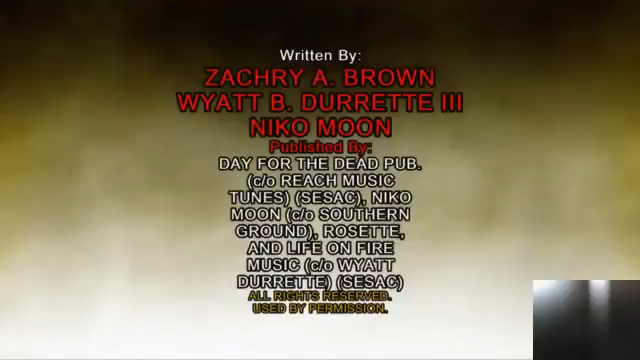 Written By:
ZACHRY A. BROWN
WYATT B. DURRETTE III
NIKO MOON
Published By:
DAY FOR THE DEAD PUB.
(c/o REACH MUSIC
TUNES) (SESAC), NIKO
MOON (c/o SOUTHERN
GROUND), ROSETTE,
AND LIFE ON FIRE
MUSIC (c/o WYATT
DURRETTE) (SESAC)
ALL RIGHTS RESERVED.
USED BY PERMISSION.